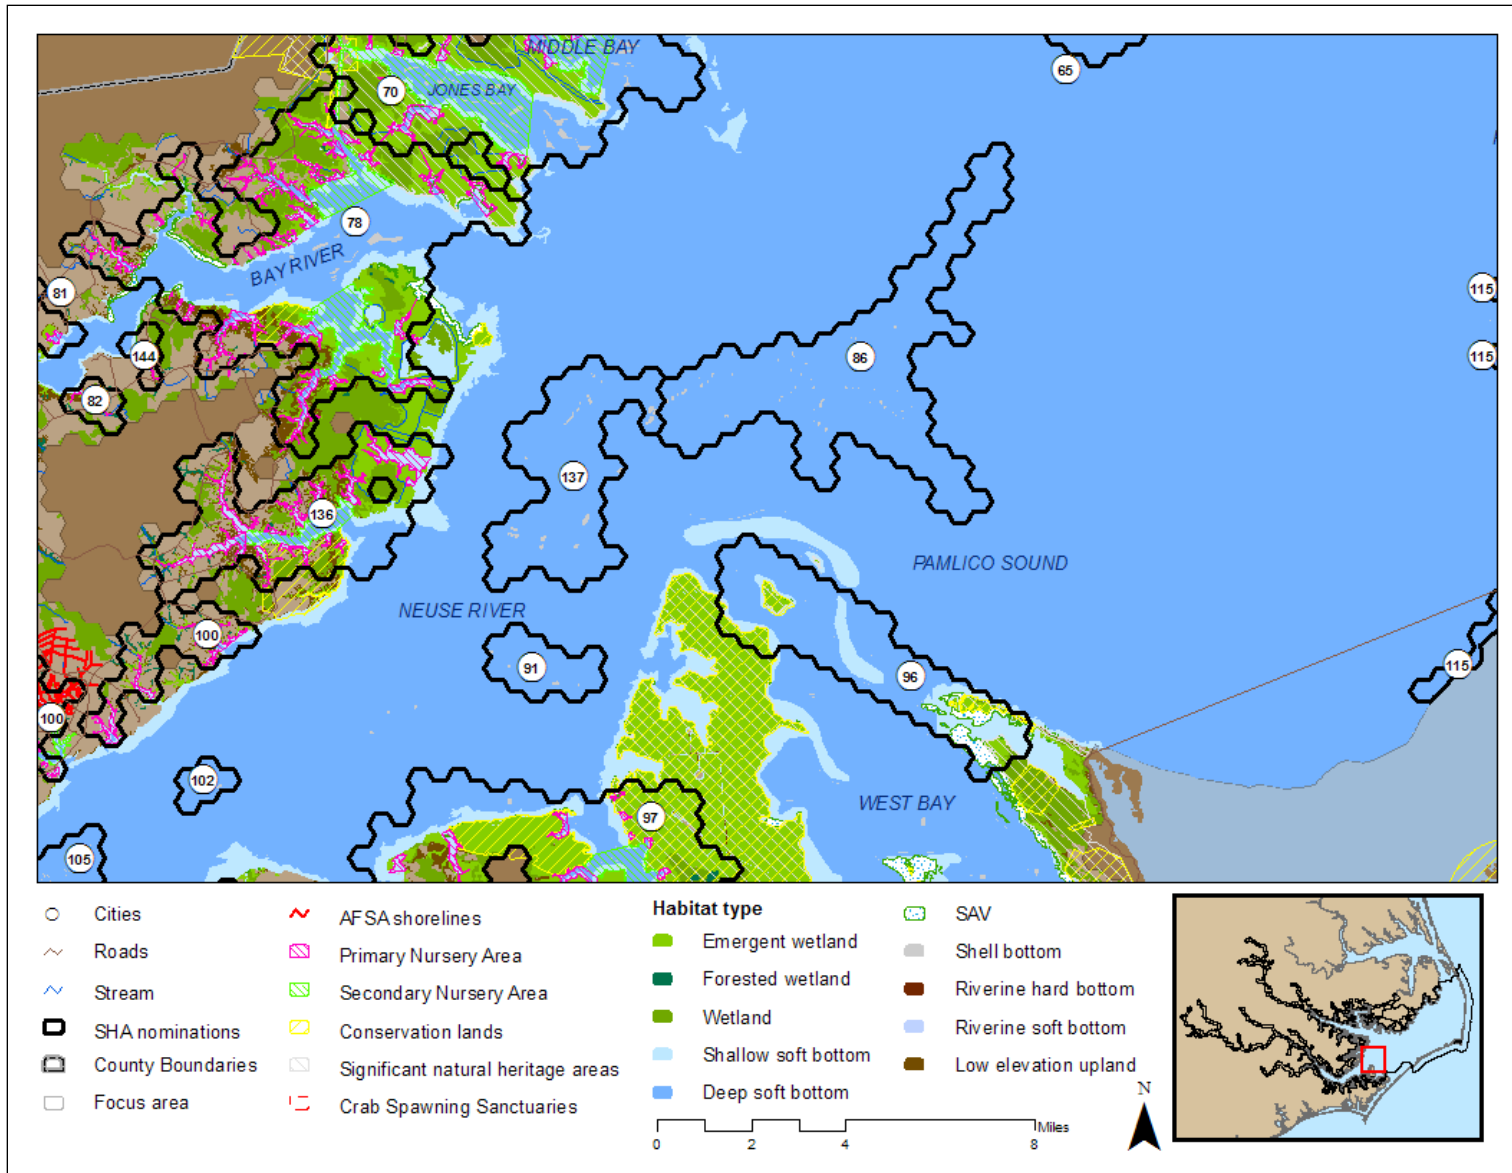 MIDDLE BAY
65
70
JONES BAY
78
BAY RIVER
81
115
144
86
115
82
137
136
PAMLICO SOUND
NEUSE RIVER
100
91
96
115
100
102
WEST BAY
97
105
Cities
Roads
Stream
SHA nominations
County Boundaries
Focus area
AFSA shorelines
Primary Nursery Area
Secondary Nursery Area
Conservation lands
Significant natural heritage areas
Crab Spawning Sanctuaries
Habitat type
Emergent wetland
Forested wetland
Wetland
Shallow soft bottom
Deep soft bottom
SAV
Shell bottom
Riverine hard bottom
Riverine soft bottom
Low elevation upland
Miles
0 2 4 8
N